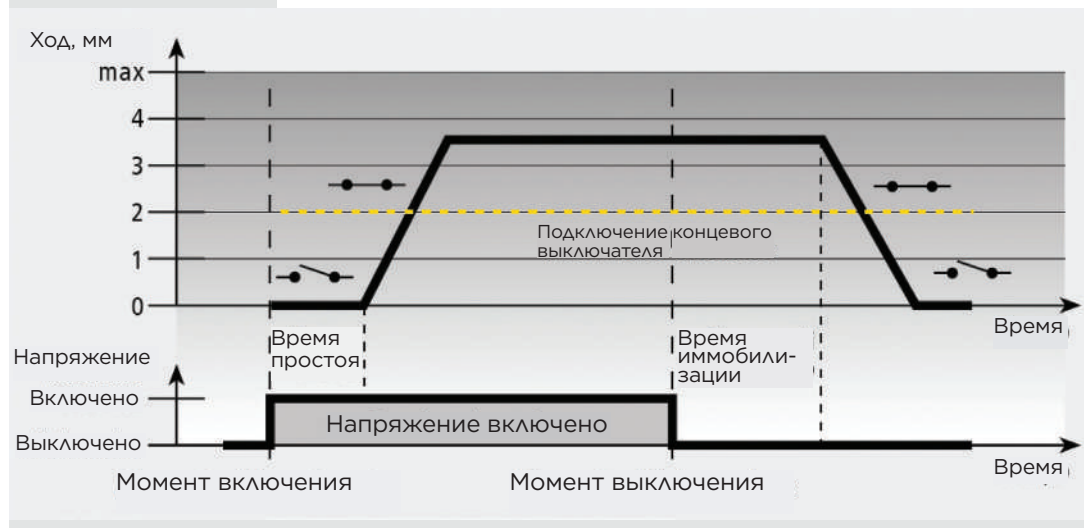 Ход, мм
max
4
3
2
1
0
Подключение концевого
выключателя
Время
Время
простоя
Время
иммобили-
зации
Напряжение
Включено
Напряжение включено
Выключено
Время
Момент включения
Момент выключения